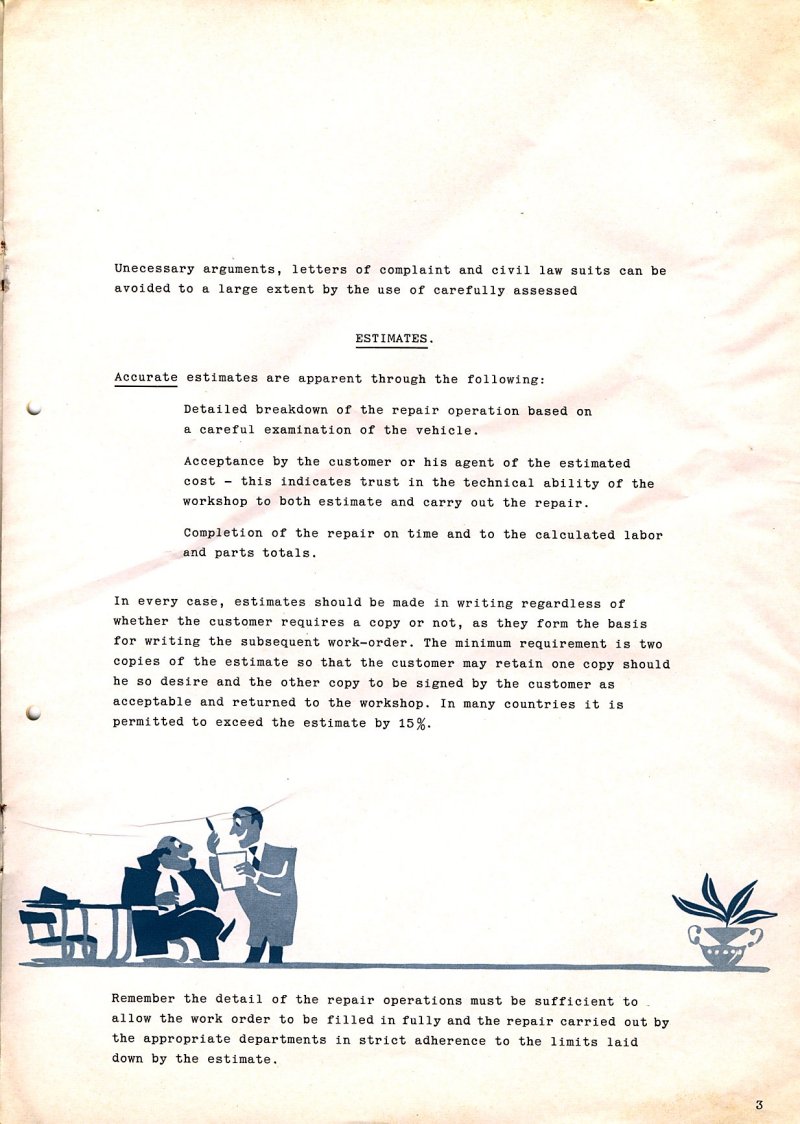 Unecessary arguments, letters of complaint and civil law suits can be
avoided to a large extent by the use of carefully assessed
ESTIMATES.
Accurate estimates are apparent through the following:
Detailed breakdown of the repair operation based on
a careful examination of the vehicle.
Acceptance by the customer or his agent of the estimated
cost - this indicates trust in the technical ability of the
workshop to both estimate and carry out the repair.
Completion of the repair on time and to the calculated labor
and parts totals.
In every case, estimates should be made in writing regardless of
whether the customer requires a copy or not, as they form the basis
for writing the subsequent work-order. The minimum requirement is two
copies of the estimate so that the customer may retain one copy should
he so desire and the other copy to be signed by the customer as
acceptable and returned to the workshop. In many countries it is
permitted to exceed the estimate by 15%.
Remember the detail of the repair operations must be sufficient to
allow the work order to be filled in fully and the repair carried out by
the appropriate departments in strict adherence to the limits laid
down by the estimate.
3